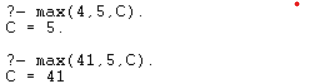 ?- max(4,5,C).
C = 5.
?- max(41,5,C).
C = 41